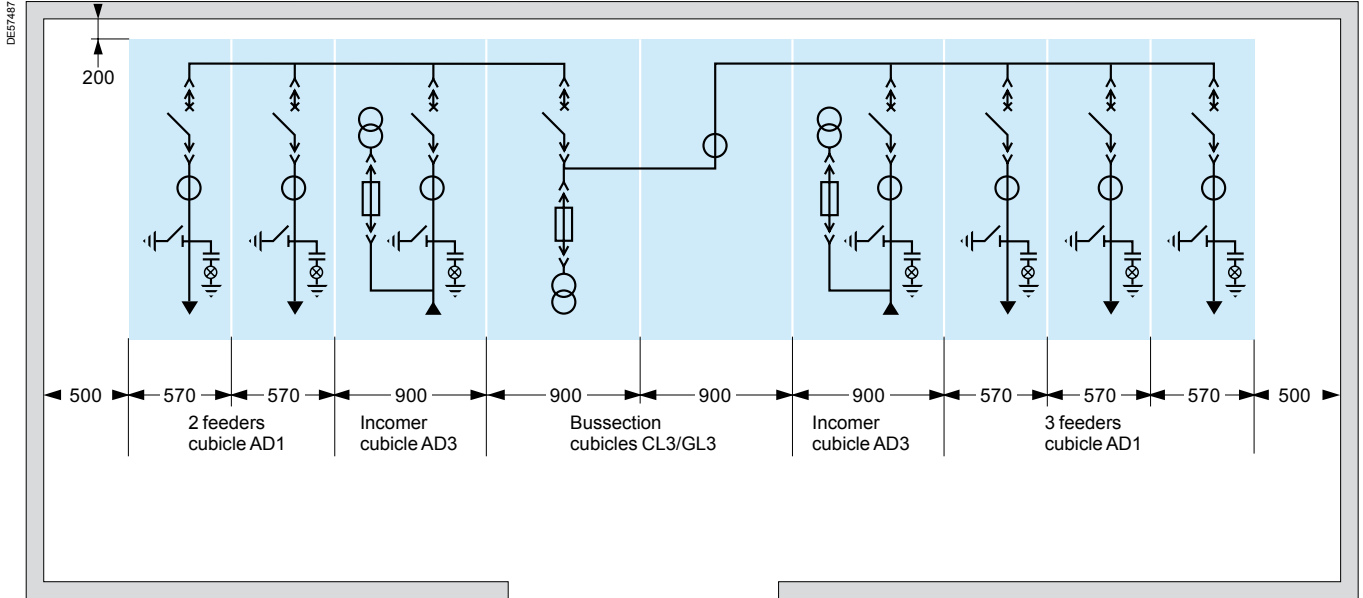 DE57487
200
500 570 570 900 900 900 900 570 570 570 500
2 feeders
cubicle AD1
Incomer
cubicle AD3
Bussection
cubicles CL3/GL3
Incomer
cubicle AD3
3 feeders
cubicle AD1